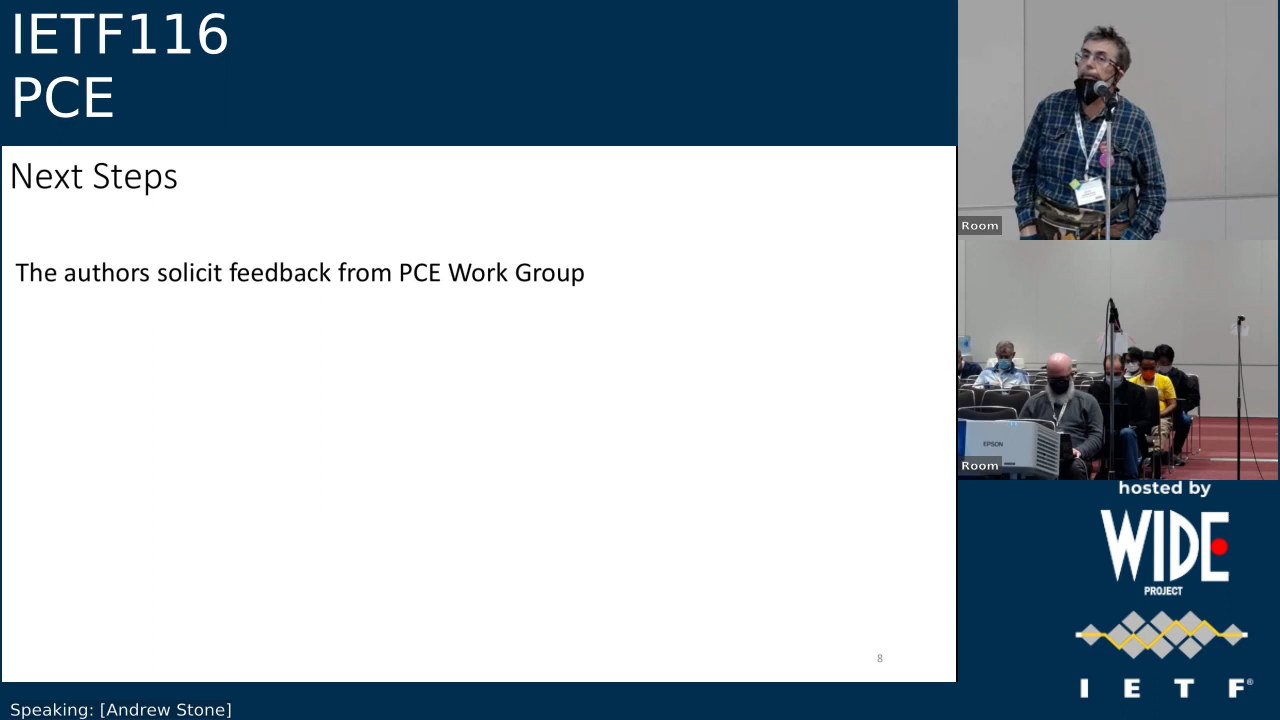 IETF116
PCE
Next Steps
The authors solicit feedback from PCE Work Group
8
Speaking: [Andrew Stone]
Room
EPSON
Room
hosted by
WIDE
PROJECT
I E T F®